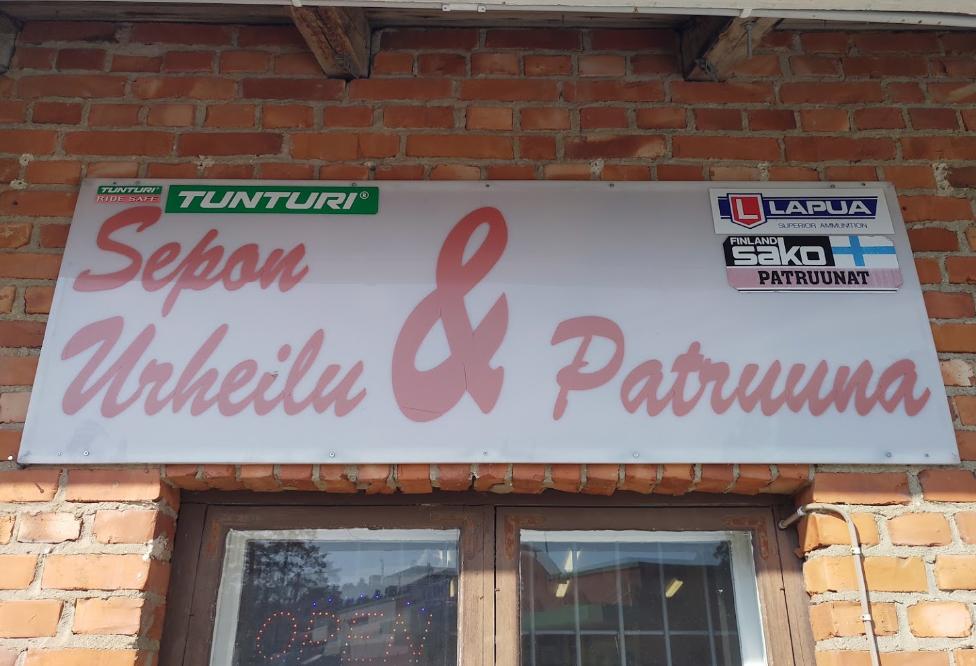 TUNTURI®
RIDE SAFE
TUNTURI®
Sepon
Urheilu & Patruuna
L LAPUA
SUPERIOR AMMUNITION
FINLAND
sako
PATRUUNAT
OPEN